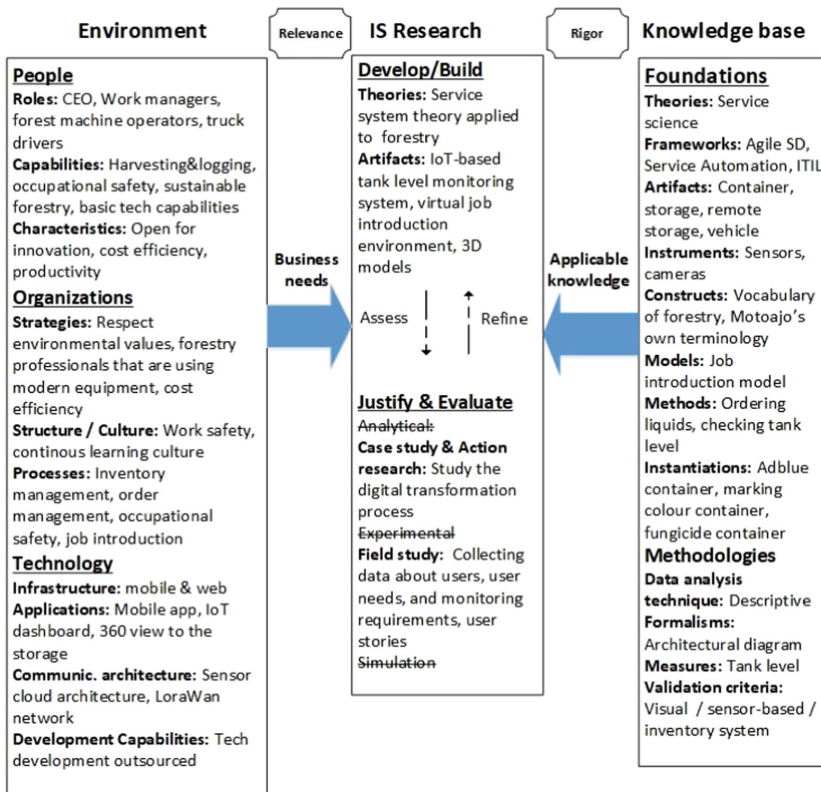 Environment
Relevance
IS Research
Rigor
Knowledge base
People
Roles: CEO, Work managers,
forest machine operators, truck
drivers
Capabilities: Harvesting&logging,
occupational safety, sustainable
forestry, basic tech capabilities
Characteristics: Open for
innovation, cost efficiency,
productivity
Organizations
Strategies: Respect
environmental values, forestry
professionals that are using
modern equipment, cost
efficiency
Structure / Culture: Work safety,
continous learning culture
Processes: Inventory
management, order
management, occupational
safety, job introduction
Technology
Infrastructure: mobile & web
Applications: Mobile app, IoT
dashboard, 360 view to the
storage
Communic. architecture: Sensor
cloud architecture, LoraWan
network
Development Capabilities: Tech
development outsourced
Business
needs
Develop/Build
Theories: Service
system theory applied
to forestry
Artifacts: IoT-based
tank level monitoring
system, virtual job
introduction
environment, 3D
models
Assess
Refine
Justify & Evaluate
Analytical:
Case study & Action
research: Study the
digital transformation
process
Experimental
Field study: Collecting
data about users, user
needs, and monitoring
requirements, user
stories
Simulation
Applicable
knowledge
Foundations
Theories: Service
science
Frameworks: Agile SD,
Service Automation, ITIL
Artifacts: Container,
storage, remote
storage, vehicle
Instruments: Sensors,
cameras
Constructs: Vocabulary
of forestry, Motoajo's
own terminology
Models: Job
introduction model
Methods: Ordering
liquids, checking tank
level
Instantiations: Adblue
container, marking
colour container,
fungicide container
Methodologies
Data analysis
technique: Descriptive
Formalisms:
Architectural diagram
Measures: Tank level
Validation criteria:
Visual / sensor-based /
inventory system